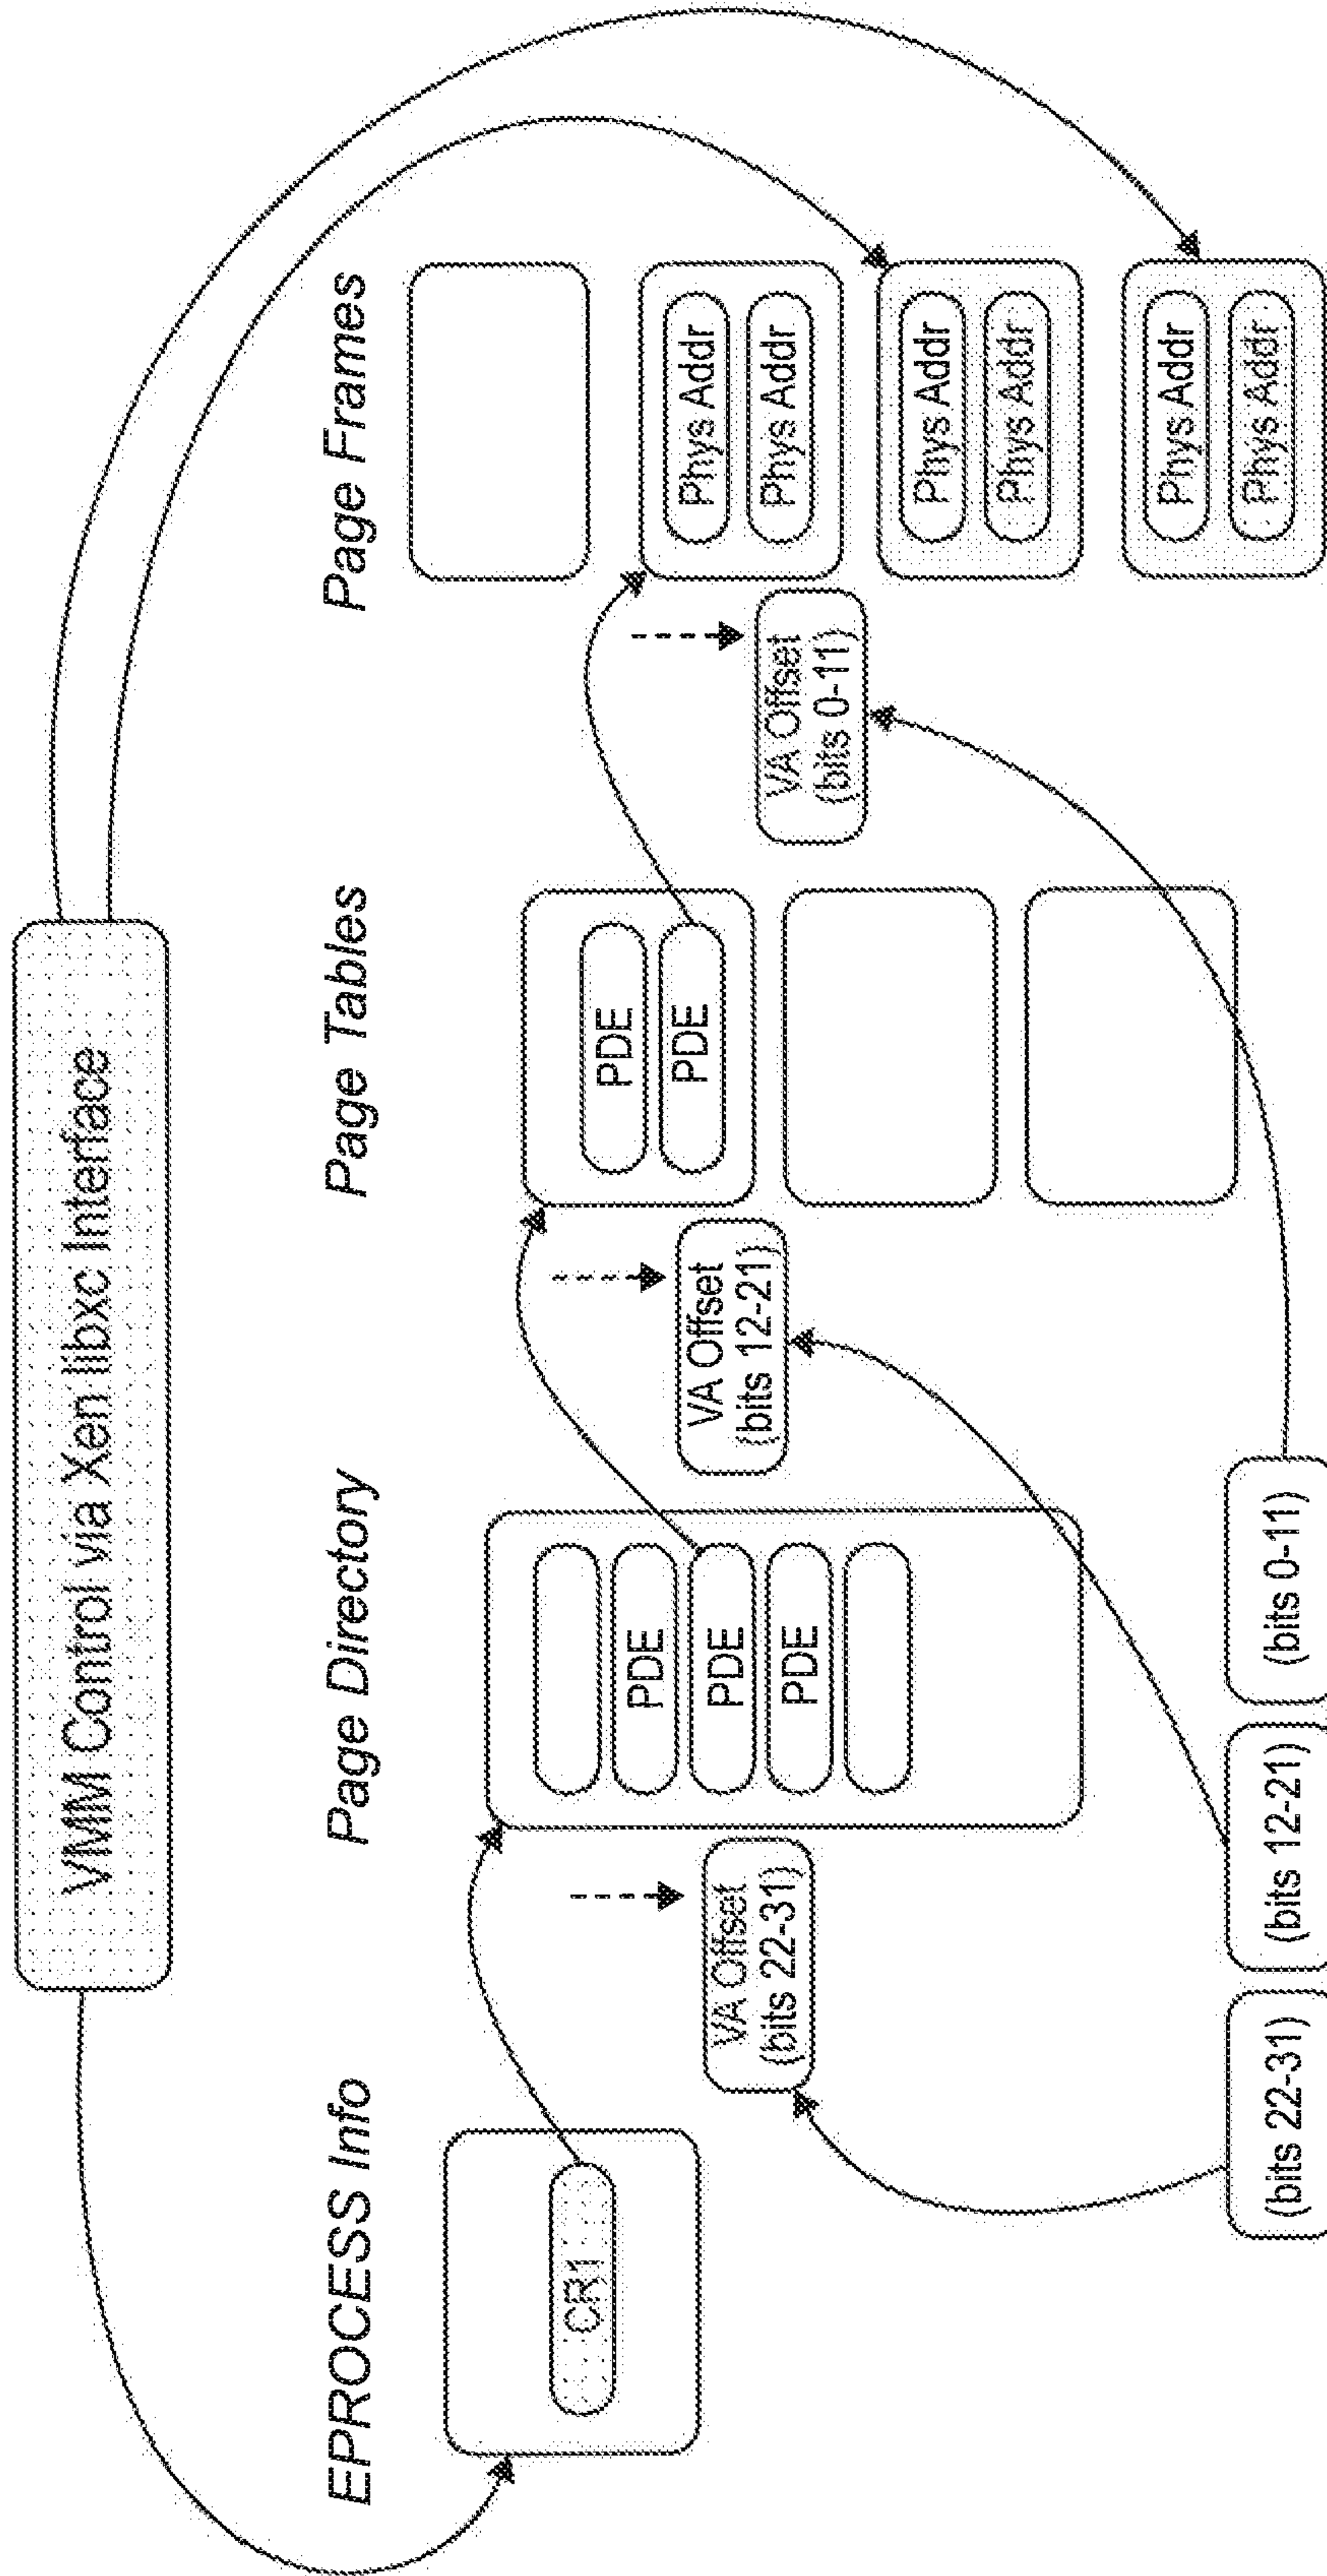 VMM Control via Xen libxc Interface
EPROCESS Info
Page Directory
Page Tables
Page Frames
CR1
VA Offset
(bits 22-31)
PDE
PDE
PDE
VA Offset
(bits 12-21)
PDE
PDE
VA Offset
(bits 0-11)
Phys Addr
Phys Addr
Phys Addr
Phys Addr
Phys Addr
Phys Addr
(bits 22-31)
(bits 12-21)
(bits 0-11)